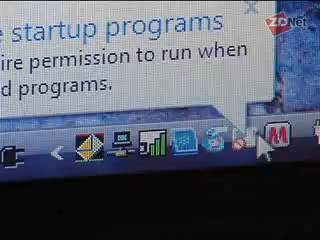 ZDNet
e startup programs
ire permission to run when
d programs.
M